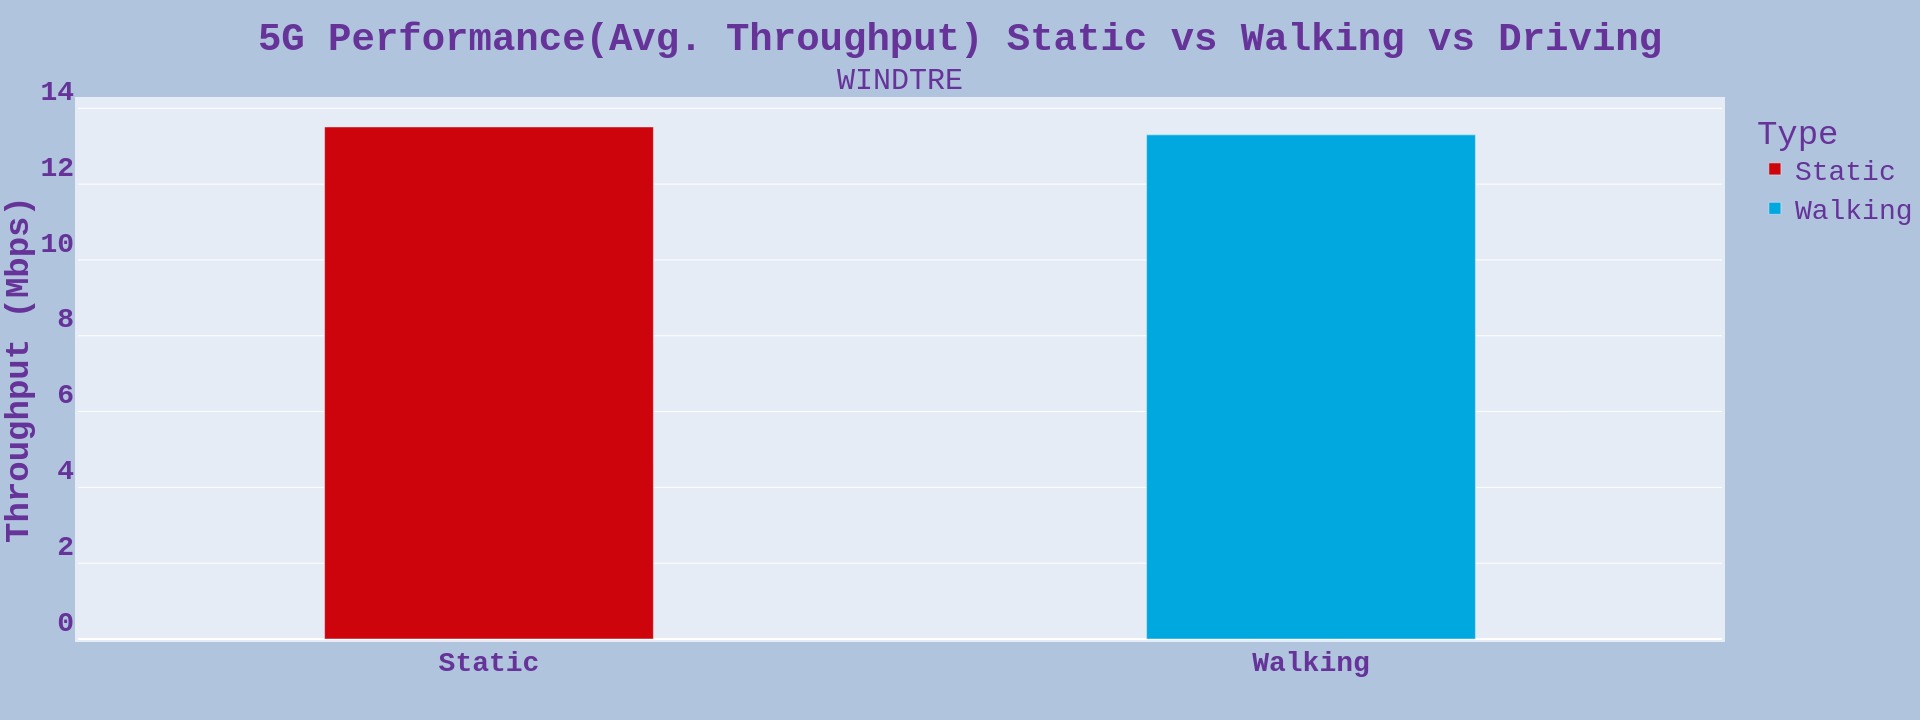 5G Performance(Avg. Throughput) Static vs Walking vs Driving
WINDTRE
Throughput (Mbps)
14
12
10
8
6
4
2
0
Static
Walking
Type
Static
Walking